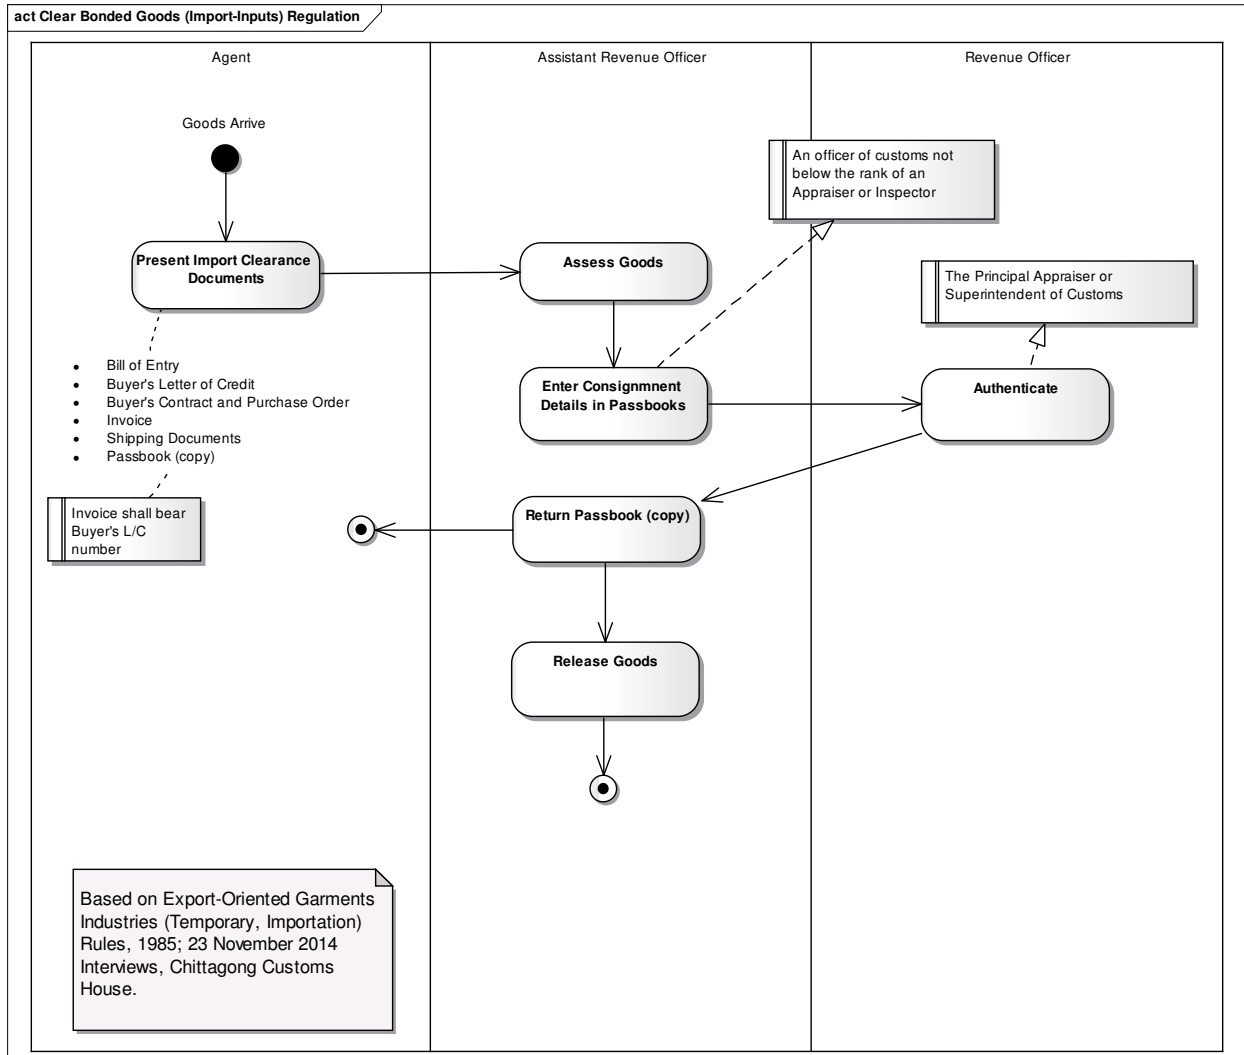 act Clear Bonded Goods (Import-Inputs) Regulation
Agent
Assistant Revenue Officer
Revenue Officer
Goods Arrive
An officer of customs not
below the rank of an
Appraiser or Inspector
Present Import Clearance
Documents
Assess Goods
The Principal Appraiser or
Superintendent of Customs
• Bill of Entry
• Buyer's Letter of Credit
• Buyer's Contract and Purchase Order
• Invoice
• Shipping Documents
• Passbook (copy)
Enter Consignmnent
Details in Passbooks
Authenticate
Invoice shall bear
Buyer's L/C
number
Return Passbook (copy)
Release Goods
Based on Export-Oriented Garments
Industries (Temporary, Importation)
Rules, 1985; 23 November 2014
Interviews, Chittagong Customs
House.